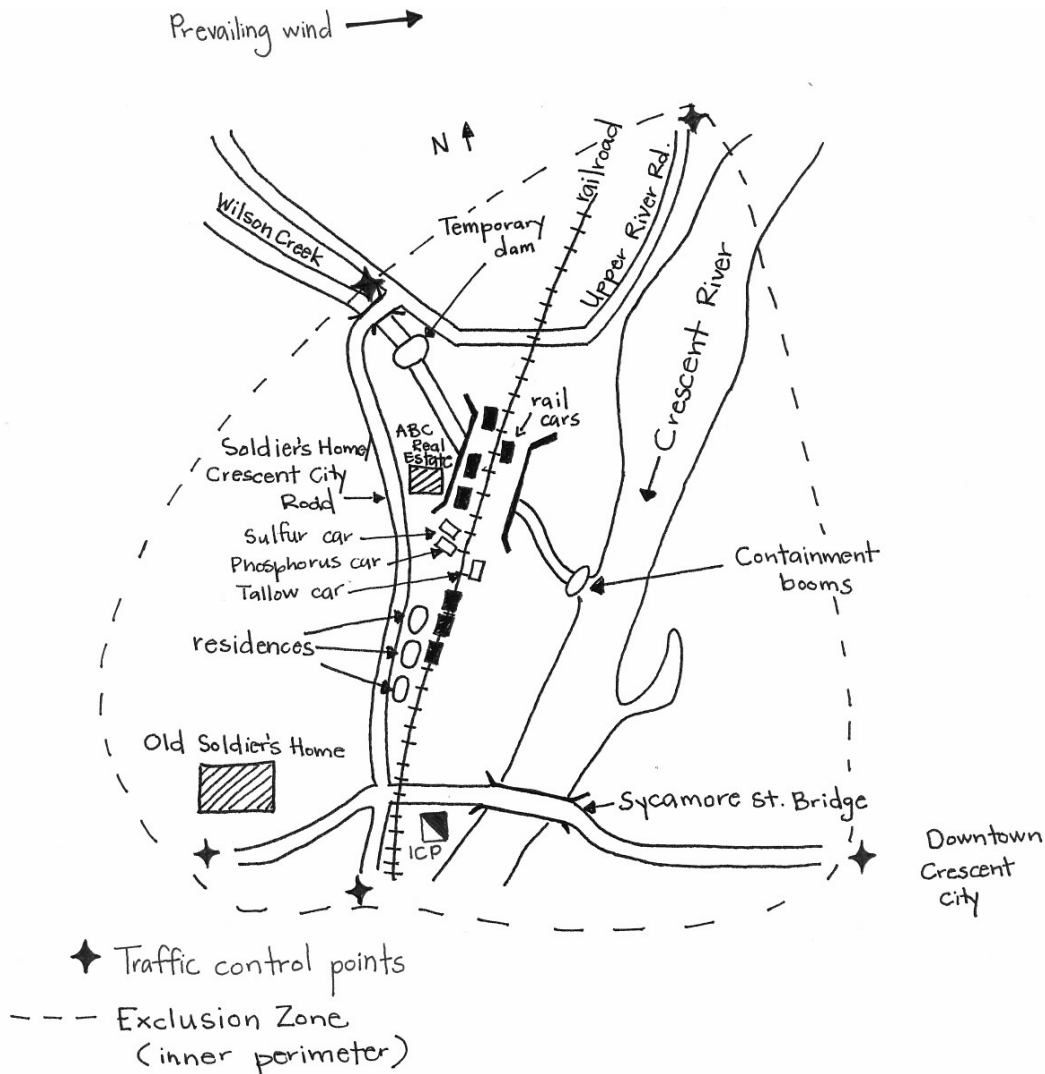 Prevailing wind
N
railroad
Upper River Rd.
Wilson Creek
Temporary
dam
Crescent River
rail
cars
ABC
Real
Estate
Soldier's Home/
Crescent City
Road
Sulfur car
Phosphorus car
Tallow car
Containment
booms
residences
Old Soldier's Home
Sycamore St. Bridge
ICP
Downtown
Crescent
City
Traffic control points
Exclusion Zone
(inner perimeter)